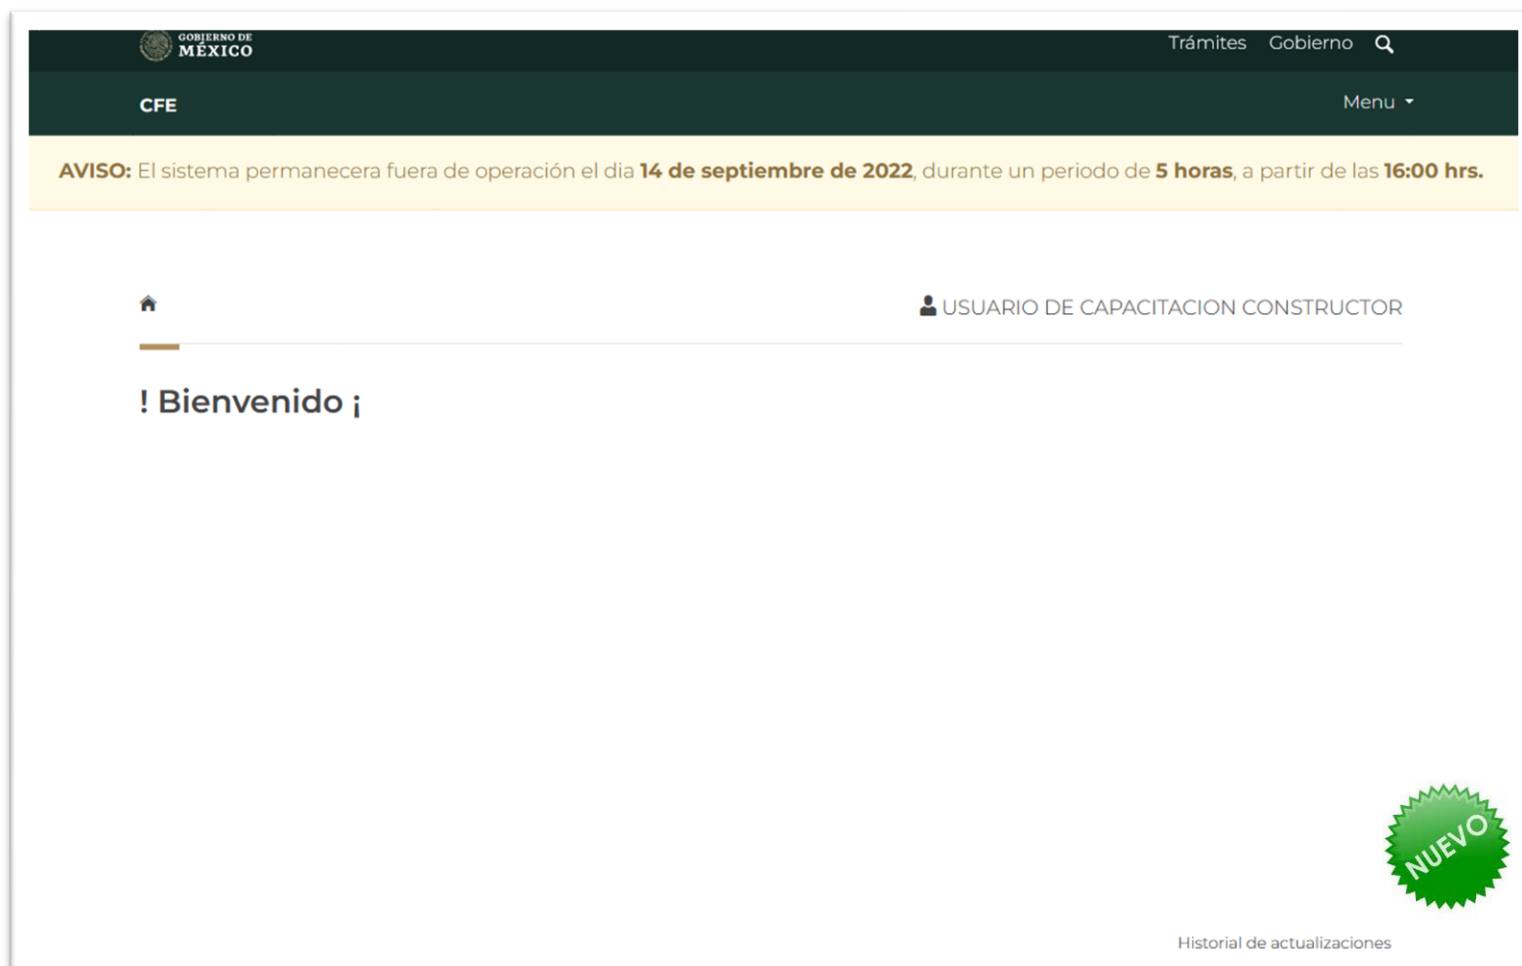 GOBIERNO DE
MÉXICO
Trámites Gobierno
CFE
Menu
AVISO: El sistema permanecera fuera de operación el dia 14 de septiembre de 2022, durante un periodo de 5 horas, a partir de las 16:00 hrs.
USUARIO DE CAPACITACION CONSTRUCTOR
! Bienvenido ¡
NUEVO
Historial de actualizaciones